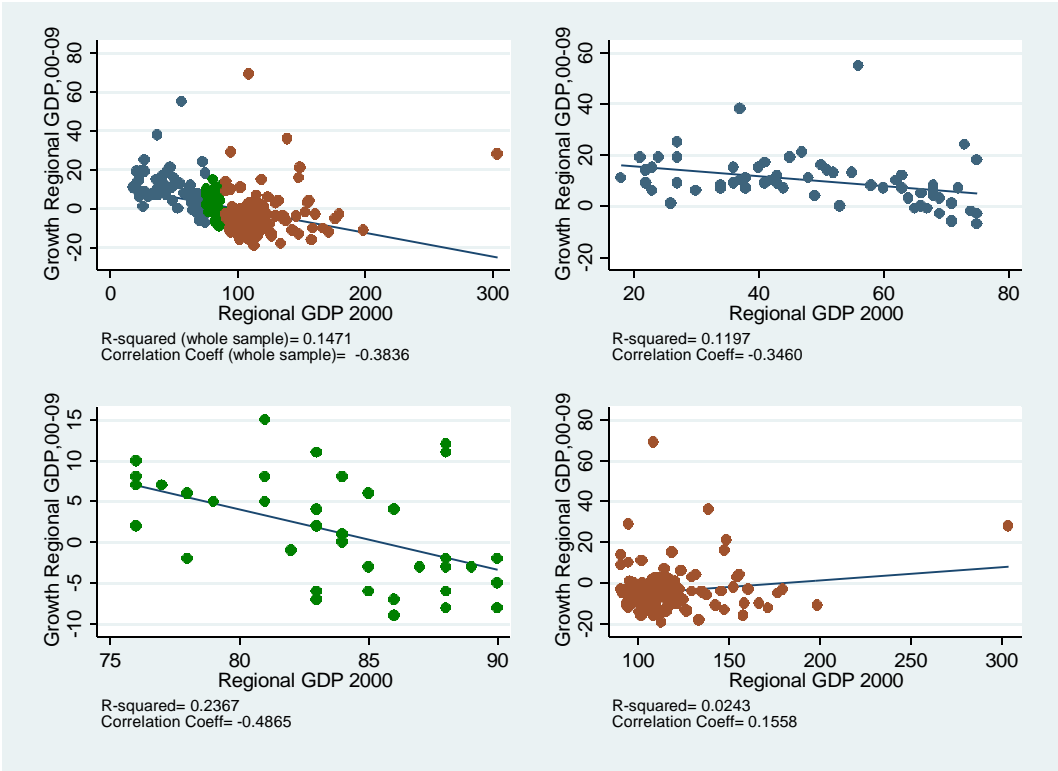 Growth Regional GDP,00-09
80
60
40
20
0
-20
0
100
200
300
Regional GDP 2000
R-squared (whole sample)= 0.1471
Correlation Coeff (whole sample)=  -0.3836
Growth Regional GDP,00-09
60
40
20
0
-20
20
40
60
80
Regional GDP 2000
R-squared= 0.1197
Correlation Coeff= -0.3460
Growth Regional GDP,00-09
15
10
5
0
-5
-10
75
80
85
90
Regional GDP 2000
R-squared= 0.2367
Correlation Coeff= -0.4865
Growth Regional GDP,00-09
80
60
40
20
0
-20
100
150
200
250
300
Regional GDP 2000
R-squared= 0.0243
Correlation Coeff= 0.1558